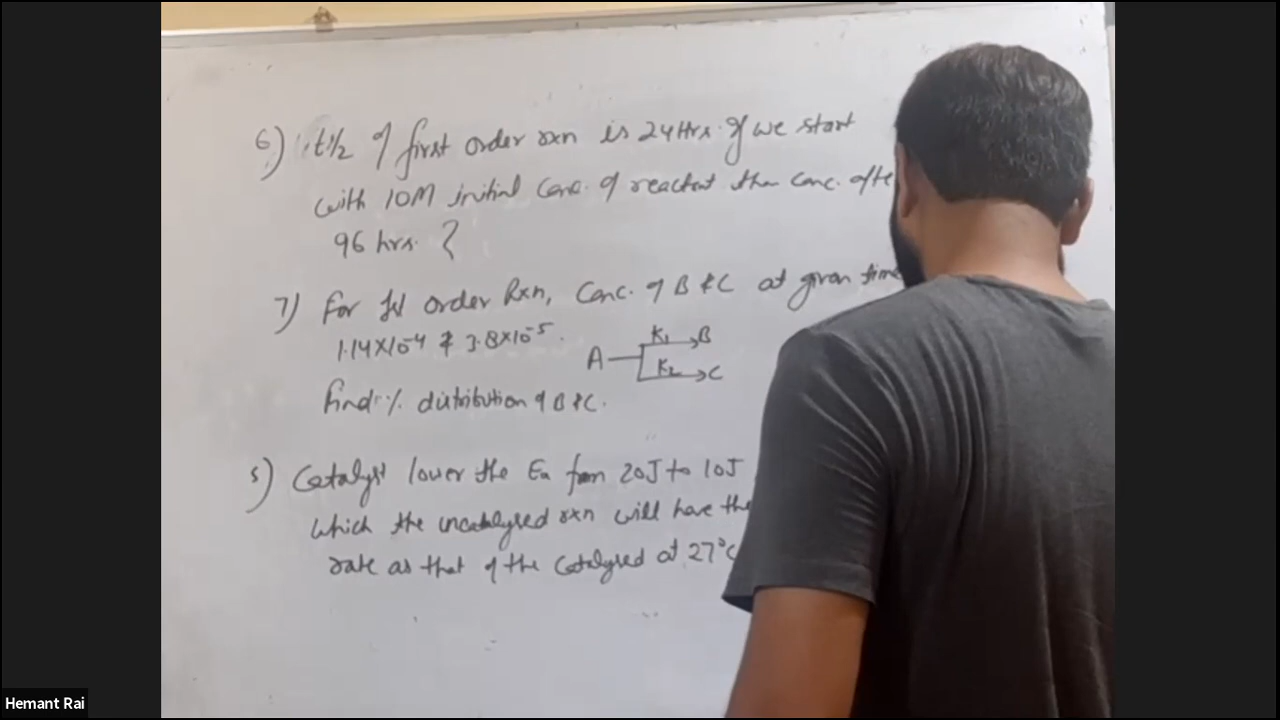 6) t½ of first order rxn is 24 Hrs. If we start
with 10M initial Conc. of reactant then Conc. afte
96 hrs. ?
7) For Ist order Rxn, Conc. of B & C at given time
1.14×10⁻⁴ & 3.8×10⁻⁵.
A K₁ → B
K₂ → C
find % distribution of B & C.
8) Catalyst lower the Ea from 20J to 10J
which the uncatalysed rxn will have the
rate as that of the Catalysed at 27°C
Hemant Rai